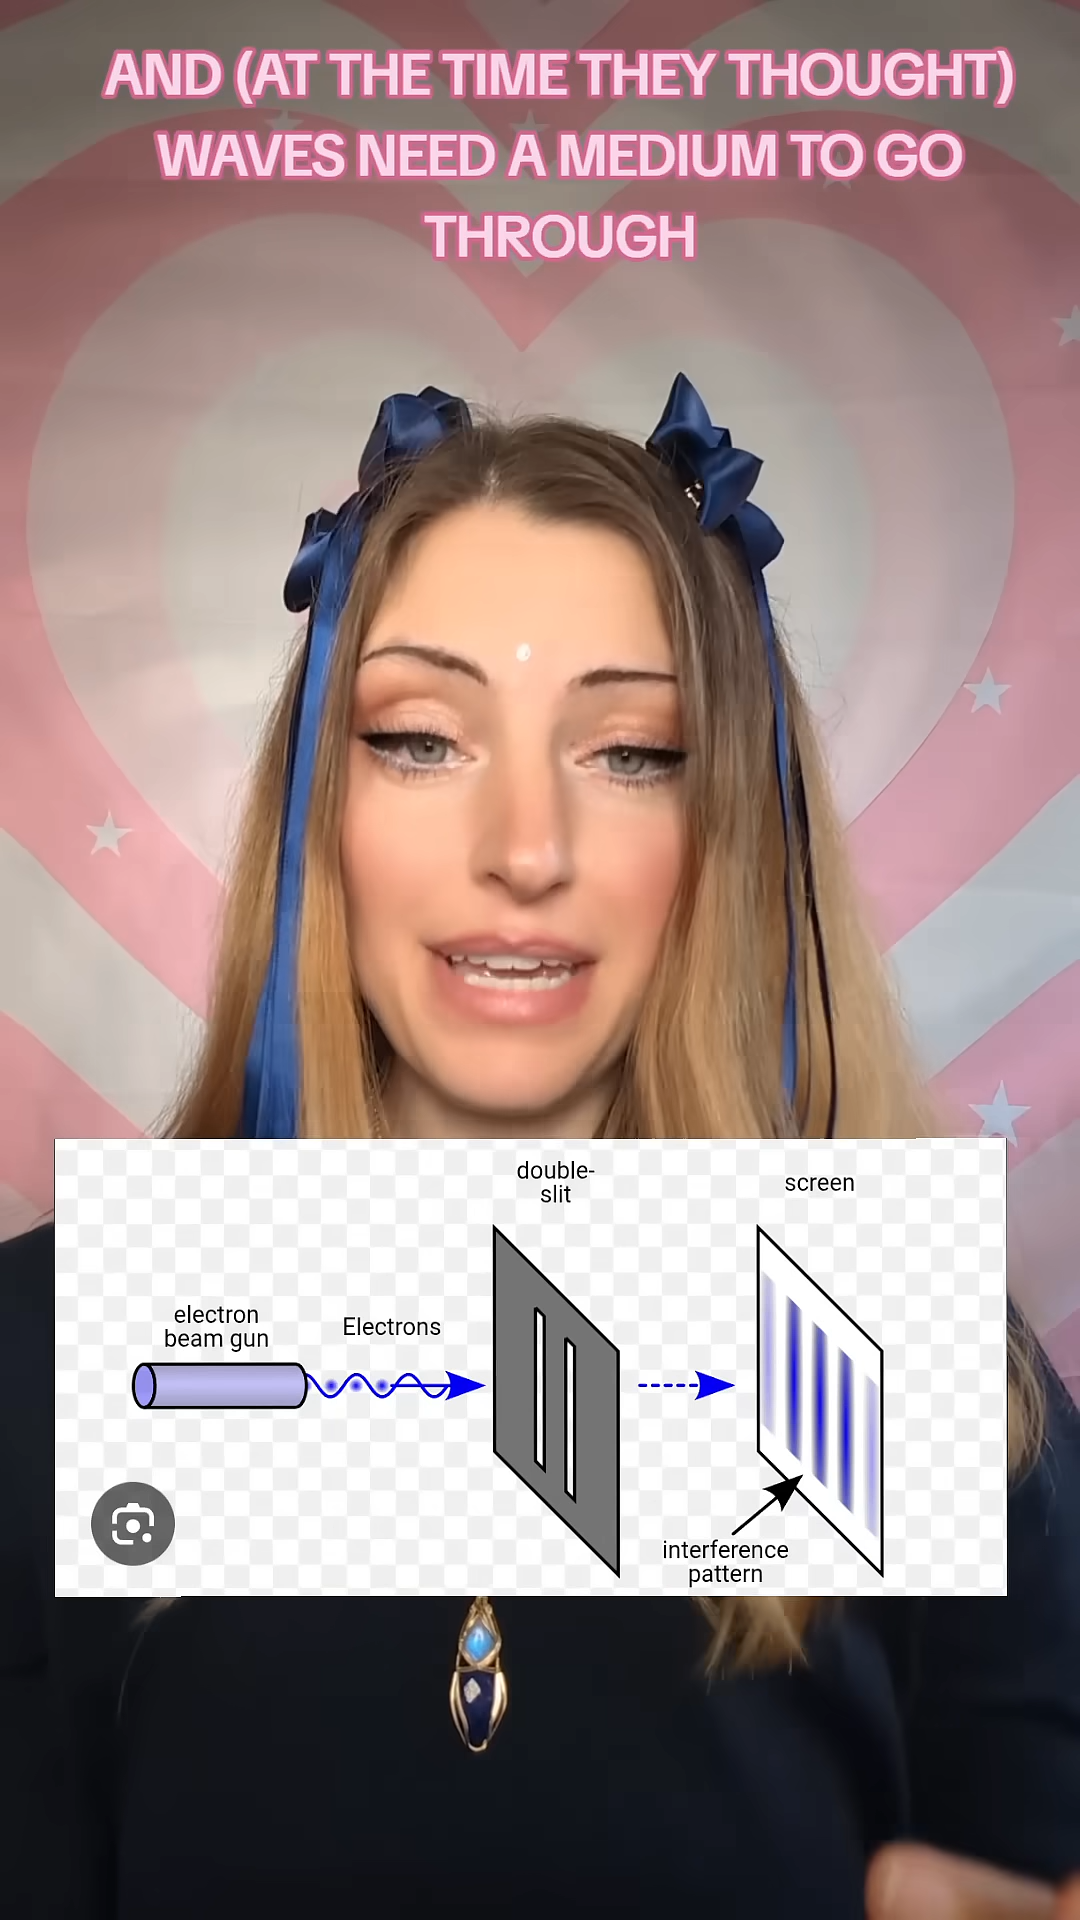 AND (AT THE TIME THEY THOUGHT)
WAVES NEED A MEDIUM TO GO
THROUGH
double-
slit
screen
electron
beam gun
Electrons
interference
pattern